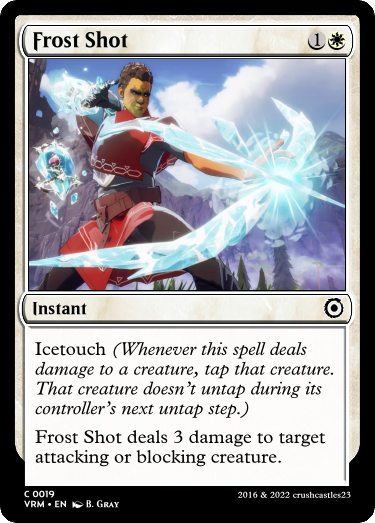 Frost Shot 1
Instant
Icetouch (Whenever this spell deals
damage to a creature, tap that creature.
That creature doesn't untap during its
controller's next untap step.)
Frost Shot deals 3 damage to target
attacking or blocking creature.
C 0019
VRM • EN B. Gray
2016 & 2022 crushcastles23